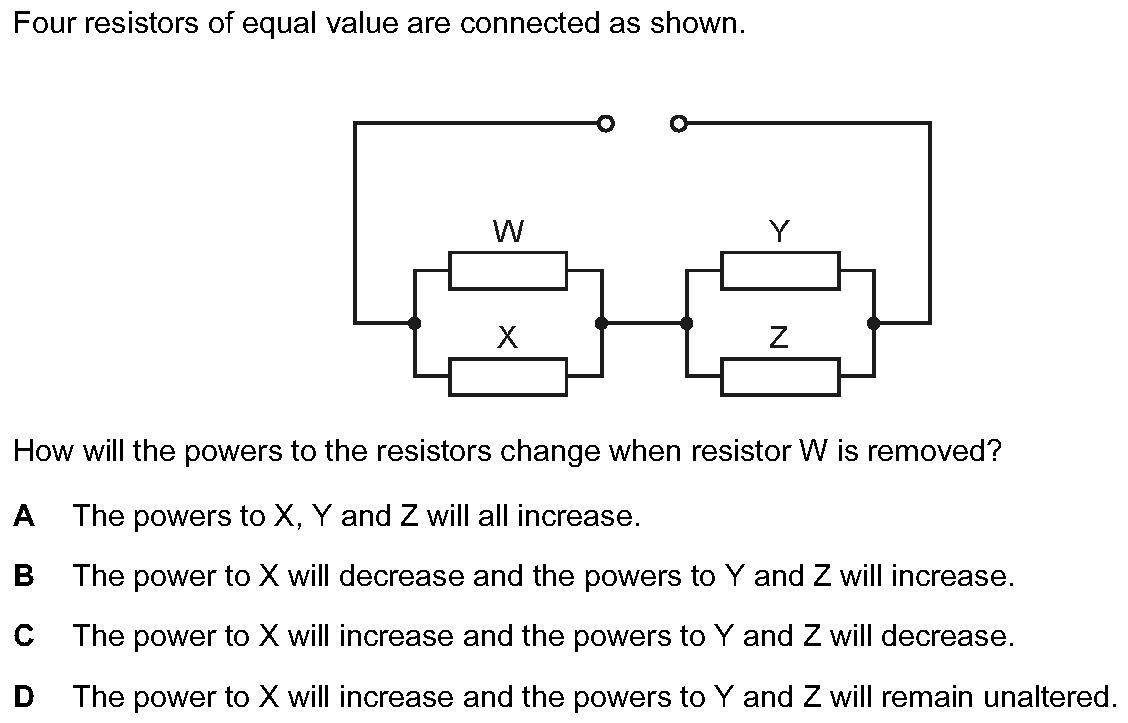 Four resistors of equal value are connected as shown.
W
Y
X
Z
How will the powers to the resistors change when resistor W is removed?
A The powers to X, Y and Z will all increase.
B The power to X will decrease and the powers to Y and Z will increase.
C The power to X will increase and the powers to Y and Z will decrease.
D The power to X will increase and the powers to Y and Z will remain unaltered.